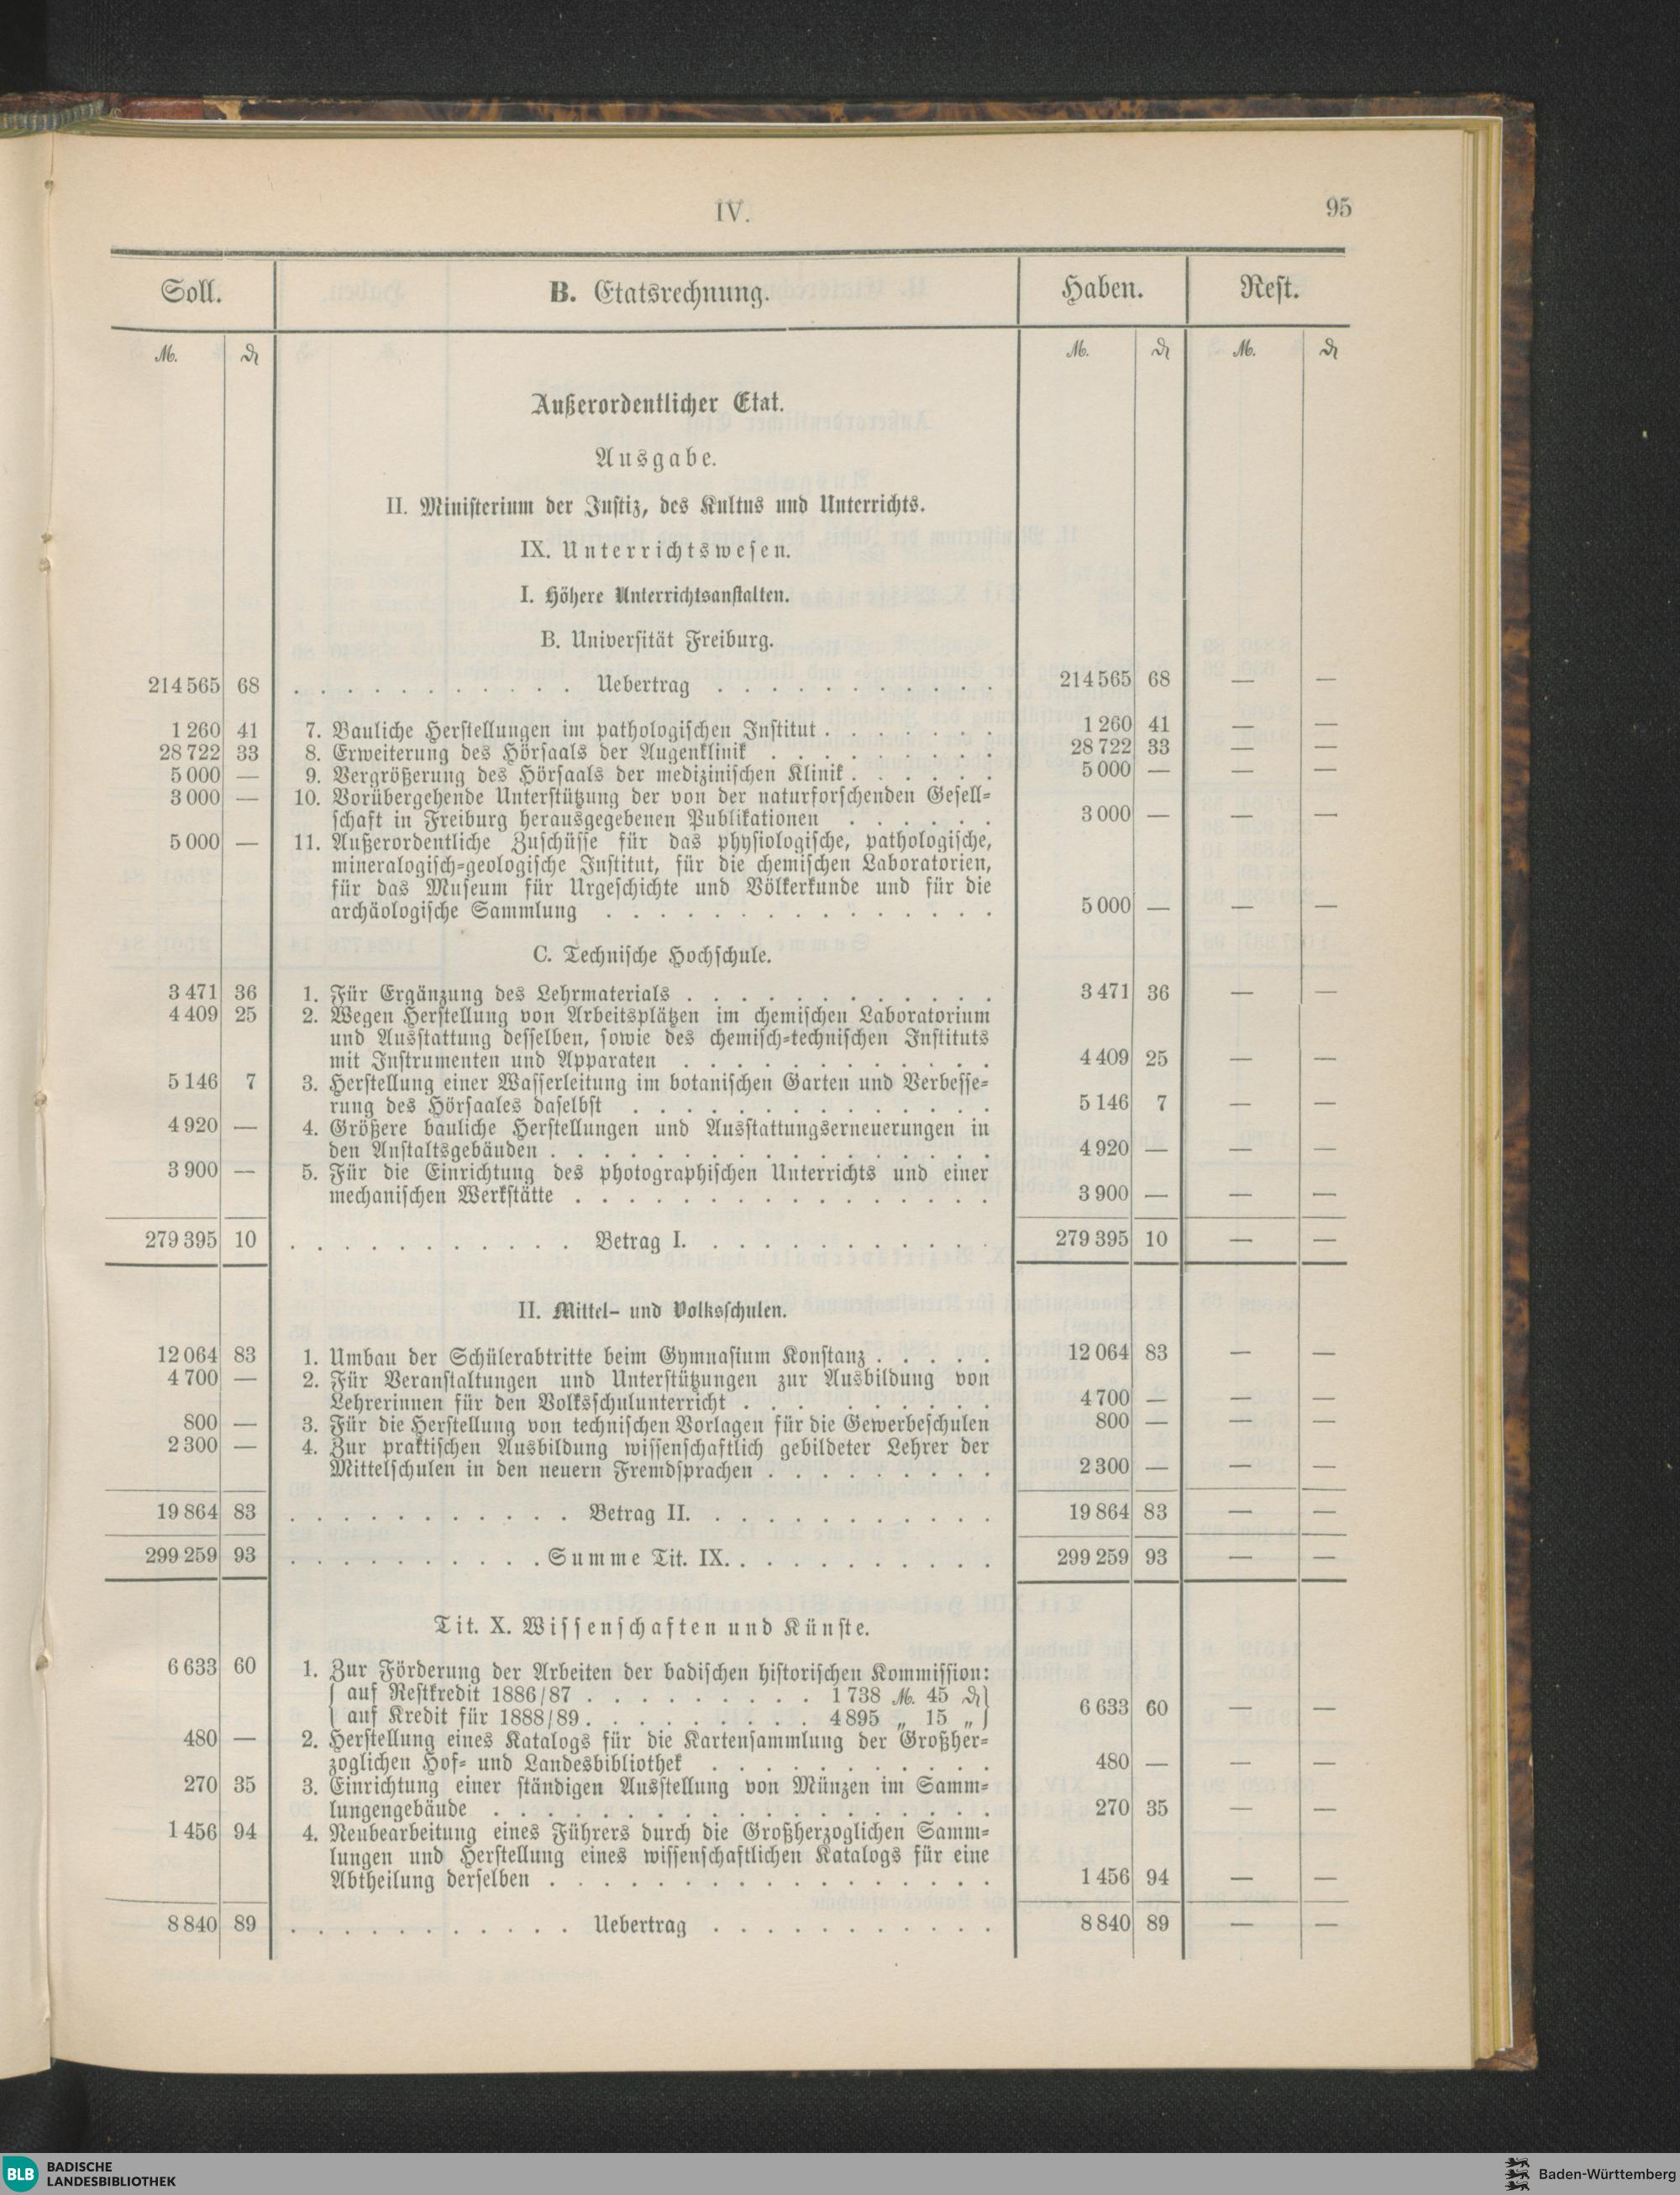 IV.
95
Soll. B. Etatsrechnung. Haben. Rest.
M. ₰ M. ₰ M. ₰
Außerordentlicher Etat.
Ausgabe.
II. Ministerium der Justiz, des Kultus und Unterrichts.
IX. Unterrichtswesen.
I. Höhere Unterrichtsanstalten.
B. Universität Freiburg.
214 565 68 . . . . . . . . . . . Uebertrag . . . . . . . . . . . 214 565 68 — —
1 260 41 7. Bauliche Herstellungen im pathologischen Institut . . . . . . . 1 260 41 — —
28 722 33 8. Erweiterung des Hörsaals der Augenklinik . . . . . . . . . 28 722 33 — —
5 000 — 9. Vergrößerung des Hörsaals der medizinischen Klinik . . . . . . 5 000 — — —
3 000 — 10. Vorübergehende Unterstützung der von der naturforschenden Gesell-
schaft in Freiburg herausgegebenen Publikationen . . . . . . 3 000 — — —
5 000 — 11. Außerordentliche Zuschüsse für das physiologische, pathologische,
mineralogisch-geologische Institut, für die chemischen Laboratorien,
für das Museum für Urgeschichte und Völkerkunde und für die
archäologische Sammlung . . . . . . . . . . . . . . . 5 000 — — —
C. Technische Hochschule.
3 471 36 1. Für Ergänzung des Lehrmaterials . . . . . . . . . . . . 3 471 36 — —
4 409 25 2. Wegen Herstellung von Arbeitsplätzen im chemischen Laboratorium
und Ausstattung desselben, sowie des chemisch-technischen Instituts
mit Instrumenten und Apparaten . . . . . . . . . . . . 4 409 25 — —
5 146 7 3. Herstellung einer Wasserleitung im botanischen Garten und Verbesse-
rung des Hörsaales daselbst . . . . . . . . . . . . . . 5 146 7 — —
4 920 — 4. Größere bauliche Herstellungen und Ausstattungserneuerungen in
den Anstaltsgebäuden . . . . . . . . . . . . . . . . . 4 920 — — —
3 900 — 5. Für die Einrichtung des photographischen Unterrichts und einer
mechanischen Werkstätte . . . . . . . . . . . . . . . . 3 900 — — —
279 395 10 . . . . . . . . . . . Betrag I. . . . . . . . . . . . 279 395 10 — —
II. Mittel- und Volksschulen.
12 064 83 1. Umbau der Schülerabtritte beim Gymnasium Konstanz . . . . . 12 064 83 — —
4 700 — 2. Für Veranstaltungen und Unterstützungen zur Ausbildung von
Lehrerinnen für den Volksschulunterricht . . . . . . . . . . 4 700 — — —
800 — 3. Für die Herstellung von technischen Vorlagen für die Gewerbeschulen 800 — — —
2 300 — 4. Zur praktischen Ausbildung wissenschaftlich gebildeter Lehrer der
Mittelschulen in den neuern Fremdsprachen . . . . . . . . . 2 300 — — —
19 864 83 . . . . . . . . . . . Betrag II. . . . . . . . . . . . 19 864 83 — —
299 259 93 . . . . . . . . . . Summe Tit. IX. . . . . . . . . . . 299 259 93 — —
Tit. X. Wissenschaften und Künste.
6 633 60 1. Zur Förderung der Arbeiten der badischen historischen Kommission:
auf Restkredit 1886/87 . . . . . . . . . 1 738 M. 45 ₰
auf Kredit für 1888/89 . . . . . . . . . 4 895 „ 15 „ 6 633 60 — —
480 — 2. Herstellung eines Katalogs für die Kartensammlung der Großher-
zoglichen Hof- und Landesbibliothek . . . . . . . . . . . 480 — — —
270 35 3. Einrichtung einer ständigen Ausstellung von Münzen im Samm-
lungengebäude . . . . . . . . . . . . . . . . . . . 270 35 — —
1 456 94 4. Neubearbeitung eines Führers durch die Großherzoglichen Samm-
lungen und Herstellung eines wissenschaftlichen Katalogs für eine
Abtheilung derselben . . . . . . . . . . . . . . . . . 1 456 94 — —
8 840 89 . . . . . . . . . . . Uebertrag . . . . . . . . . . . 8 840 89 — —
BLB BADISCHE
LANDESBIBLIOTHEK
Baden-Württemberg